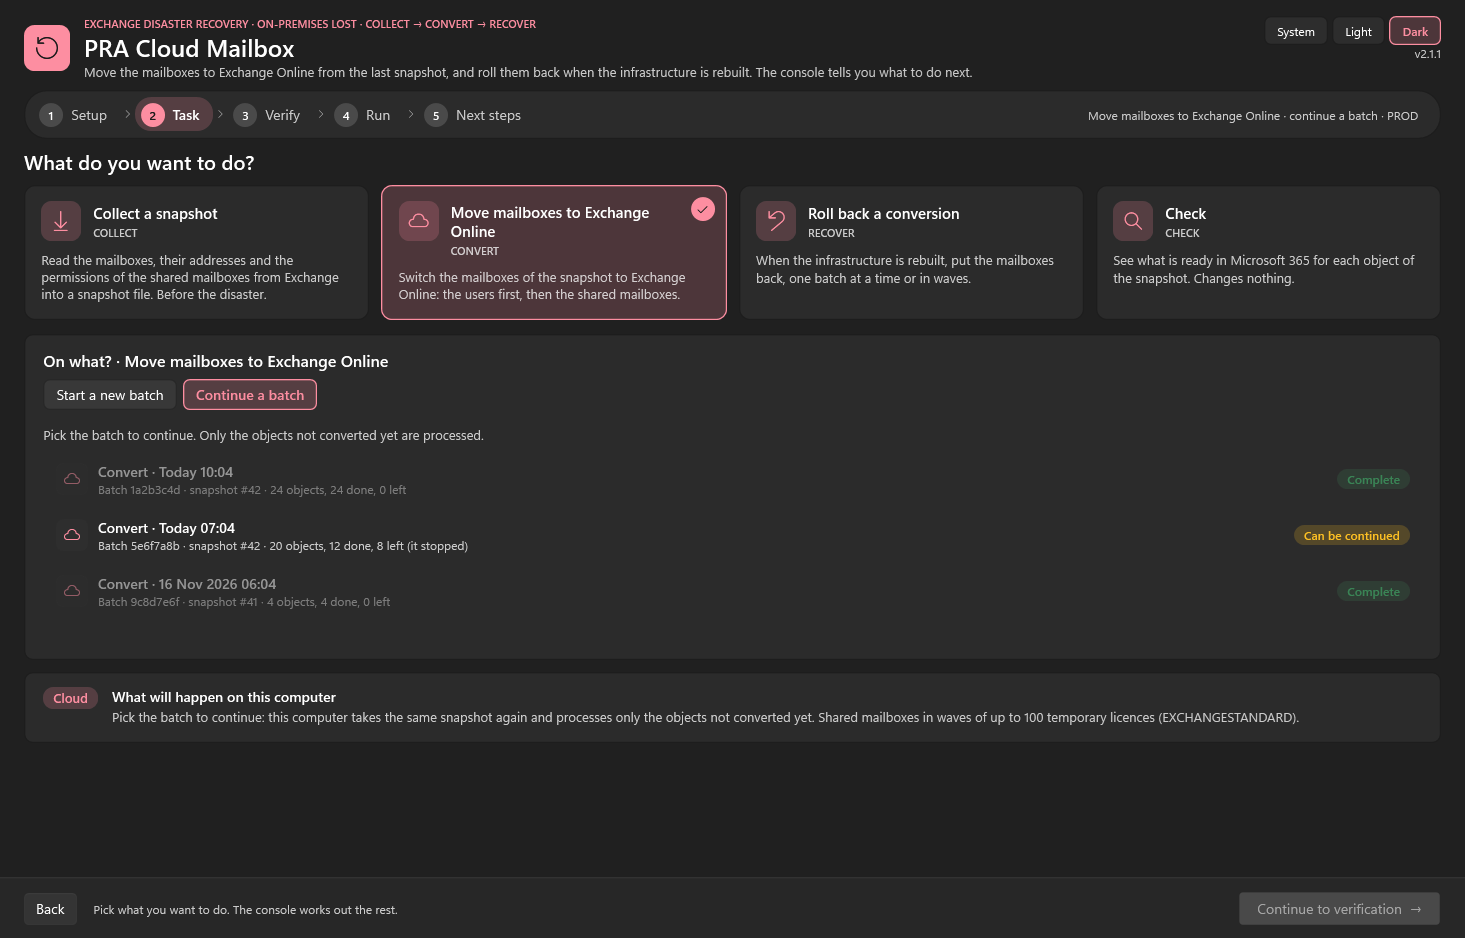 EXCHANGE DISASTER RECOVERY · ON-PREMISES LOST · COLLECT → CONVERT → RECOVER
PRA Cloud Mailbox
Move the mailboxes to Exchange Online from the last snapshot, and roll them back when the infrastructure is rebuilt. The console tells you what to do next.
System
Light
Dark
v2.1.1
1 Setup
2 Task
3 Verify
4 Run
5 Next steps
Move mailboxes to Exchange Online · continue a batch · PROD
What do you want to do?
Collect a snapshot
COLLECT
Read the mailboxes, their addresses and the
permissions of the shared mailboxes from Exchange
into a snapshot file. Before the disaster.
Move mailboxes to Exchange
Online
CONVERT
Switch the mailboxes of the snapshot to Exchange
Online: the users first, then the shared mailboxes.
Roll back a conversion
RECOVER
When the infrastructure is rebuilt, put the mailboxes
back, one batch at a time or in waves.
Check
CHECK
See what is ready in Microsoft 365 for each object of
the snapshot. Changes nothing.
On what? · Move mailboxes to Exchange Online
Start a new batch
Continue a batch
Pick the batch to continue. Only the objects not converted yet are processed.
Convert · Today 10:04
Batch 1a2b3c4d · snapshot #42 · 24 objects, 24 done, 0 left
Complete
Convert · Today 07:04
Batch 5e6f7a8b · snapshot #42 · 20 objects, 12 done, 8 left (it stopped)
Can be continued
Convert · 16 Nov 2026 06:04
Batch 9c8d7e6f · snapshot #41 · 4 objects, 4 done, 0 left
Complete
Cloud
What will happen on this computer
Pick the batch to continue: this computer takes the same snapshot again and processes only the objects not converted yet. Shared mailboxes in waves of up to 100 temporary licences (EXCHANGESTANDARD).
Back
Pick what you want to do. The console works out the rest.
Continue to verification →